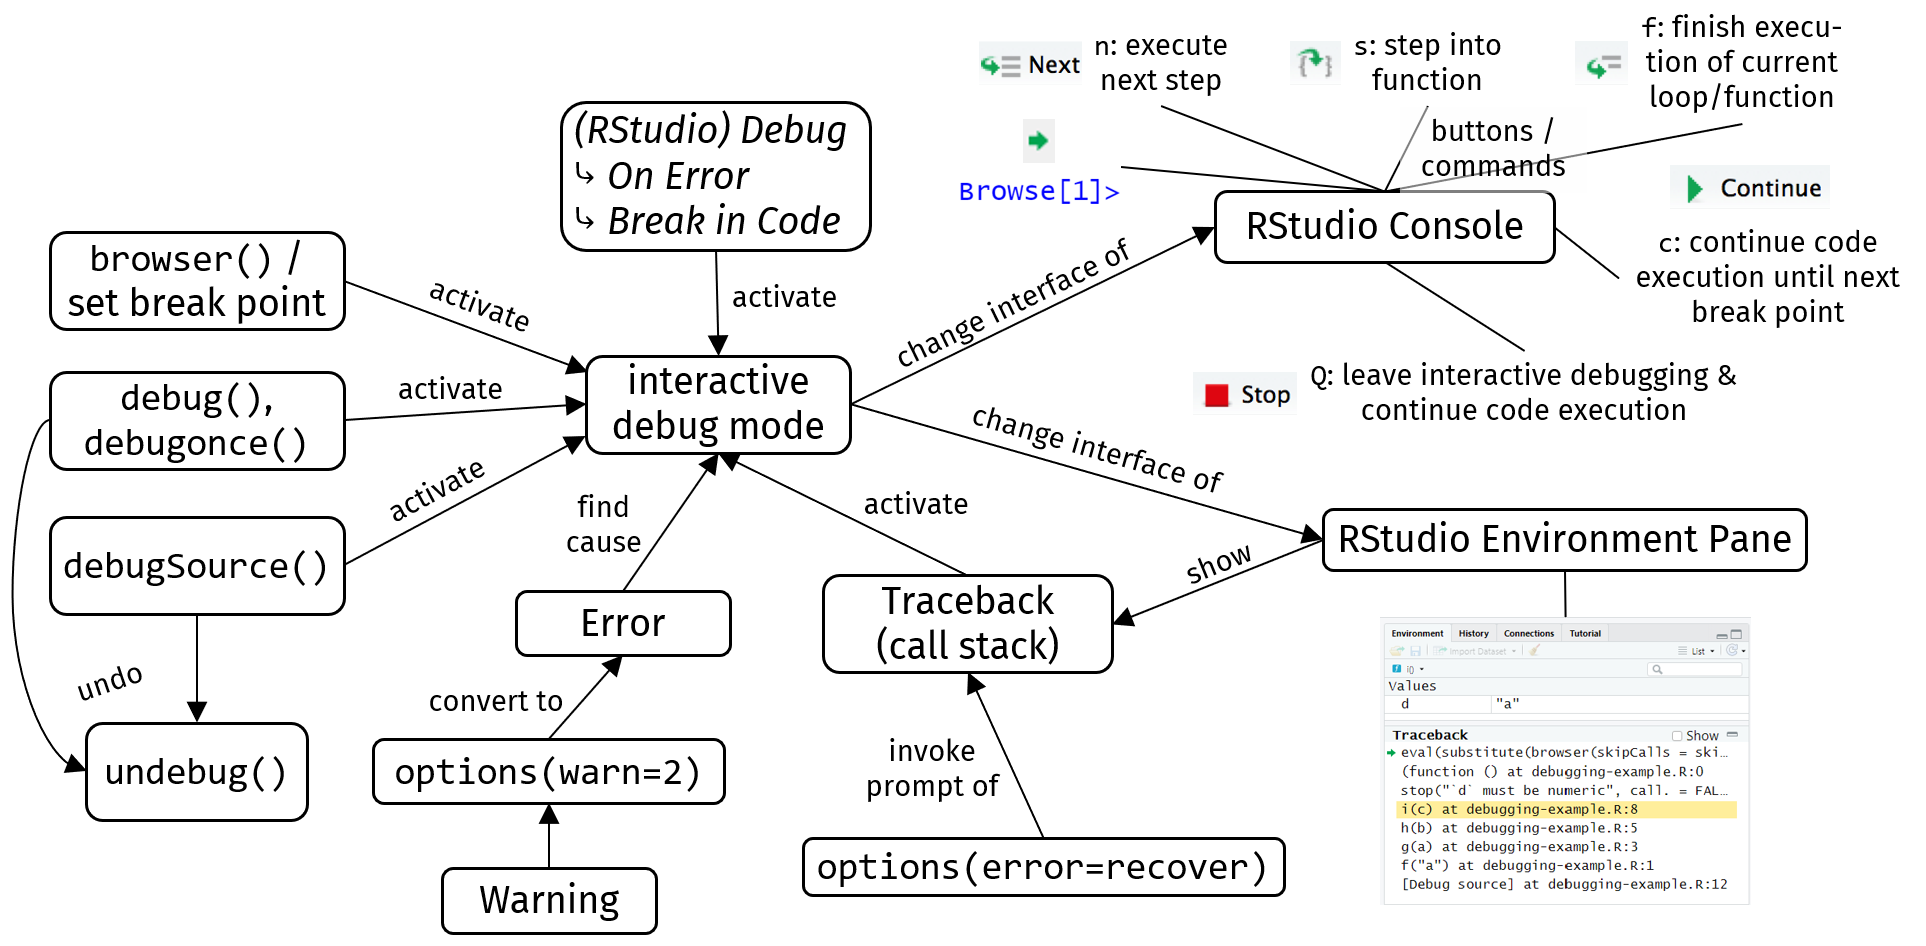 Next
n: execute
next step
s: step into
function
f: finish execu-
tion of current
loop/function
Browse[1]>
buttons /
commands
Continue
c: continue code
execution until next
break point
RStudio Console
Stop
Q: leave interactive debugging &
continue code execution
(RStudio) Debug
↳ On Error
↳ Break in Code
browser() /
set break point
activate
activate
change interface of
debug(),
debugonce()
activate
interactive
debug mode
change interface of
debugSource()
activate
find
cause
activate
show
RStudio Environment Pane
Error
Traceback
(call stack)
undo
convert to
undebug()
options(warn=2)
invoke
prompt of
Warning
options(error=recover)
Environment History Connections Tutorial
Import Dataset List
i()
Values
d "a"
Traceback Show
eval(substitute(browser(skipCalls = ski…
(function () at debugging-example.R:0
stop("`d` must be numeric", call. = FAL…
i(c) at debugging-example.R:8
h(b) at debugging-example.R:5
g(a) at debugging-example.R:3
f("a") at debugging-example.R:1
[Debug source] at debugging-example.R:12